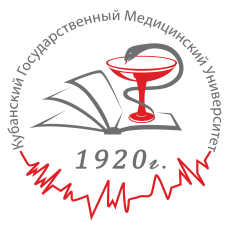 Кубанский Государственный Медицинский Университет
1920г.